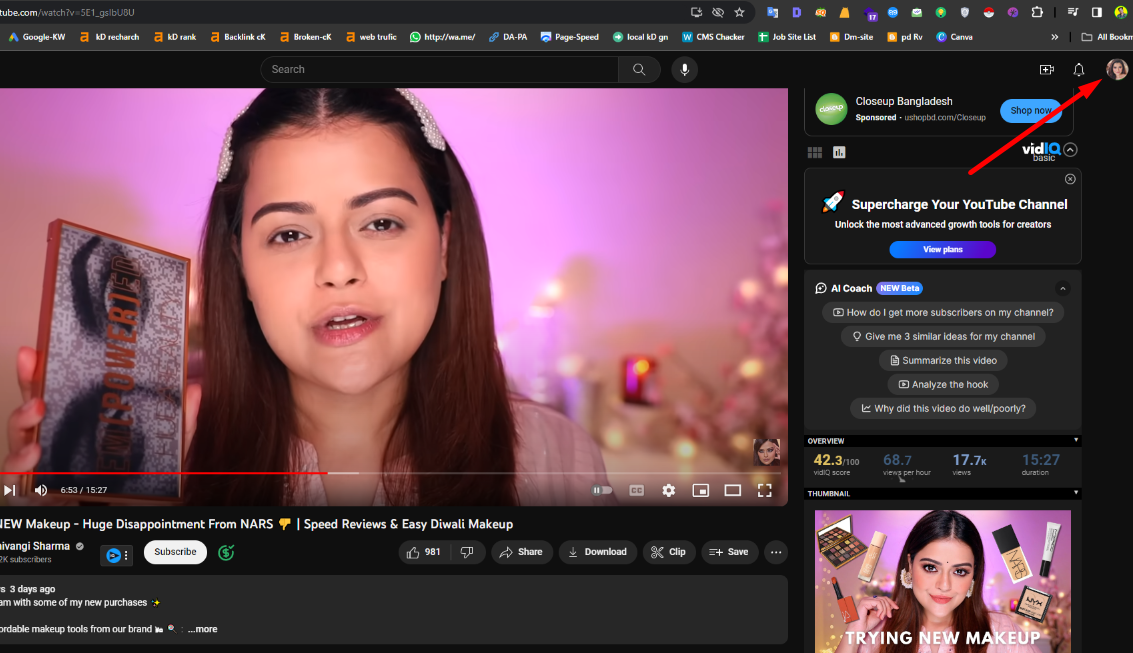 tube.com/watch?v=5E1_gsIbU8U
17
Google-KW
kD recharch
kD rank
Backlink cK
Broken-cK
web trufic
http://wa.me/
DA-PA
Page-Speed
local kD gn
CMS Chacker
Job Site List
Dm-site
pd Rv
Canva
»
All Bookm
Search
closeup
Closeup Bangladesh
Sponsored · ushopbd.com/Closeup
Shop now
vidIQ
basic
Supercharge Your YouTube Channel
Unlock the most advanced growth tools for creators
View plans
AI Coach NEW Beta
How do I get more subscribers on my channel?
Give me 3 similar ideas for my channel
Summarize this video
Analyze the hook
Why did this video do well/poorly?
OVERVIEW
42.3/100 68.7 17.7K 15:27
vidIQ score views per hour views duration
THUMBNAIL
EMPOWERED
6:53 / 15:27
CC
NEW Makeup - Huge Disappointment From NARS 👎 | Speed Reviews & Easy Diwali Makeup
hivangi Sharma
2K subscribers
Subscribe
981
Share
Download
Clip
Save
...
rs 3 days ago
am with some of my new purchases ✨
ordable makeup tools from our brand
...more
NARS
NYX
TRYING NEW MAKEUP